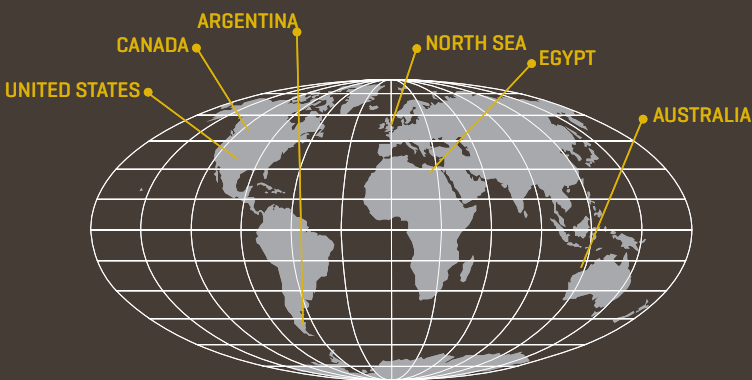 ARGENTINA
CANADA
NORTH SEA
EGYPT
UNITED STATES
AUSTRALIA